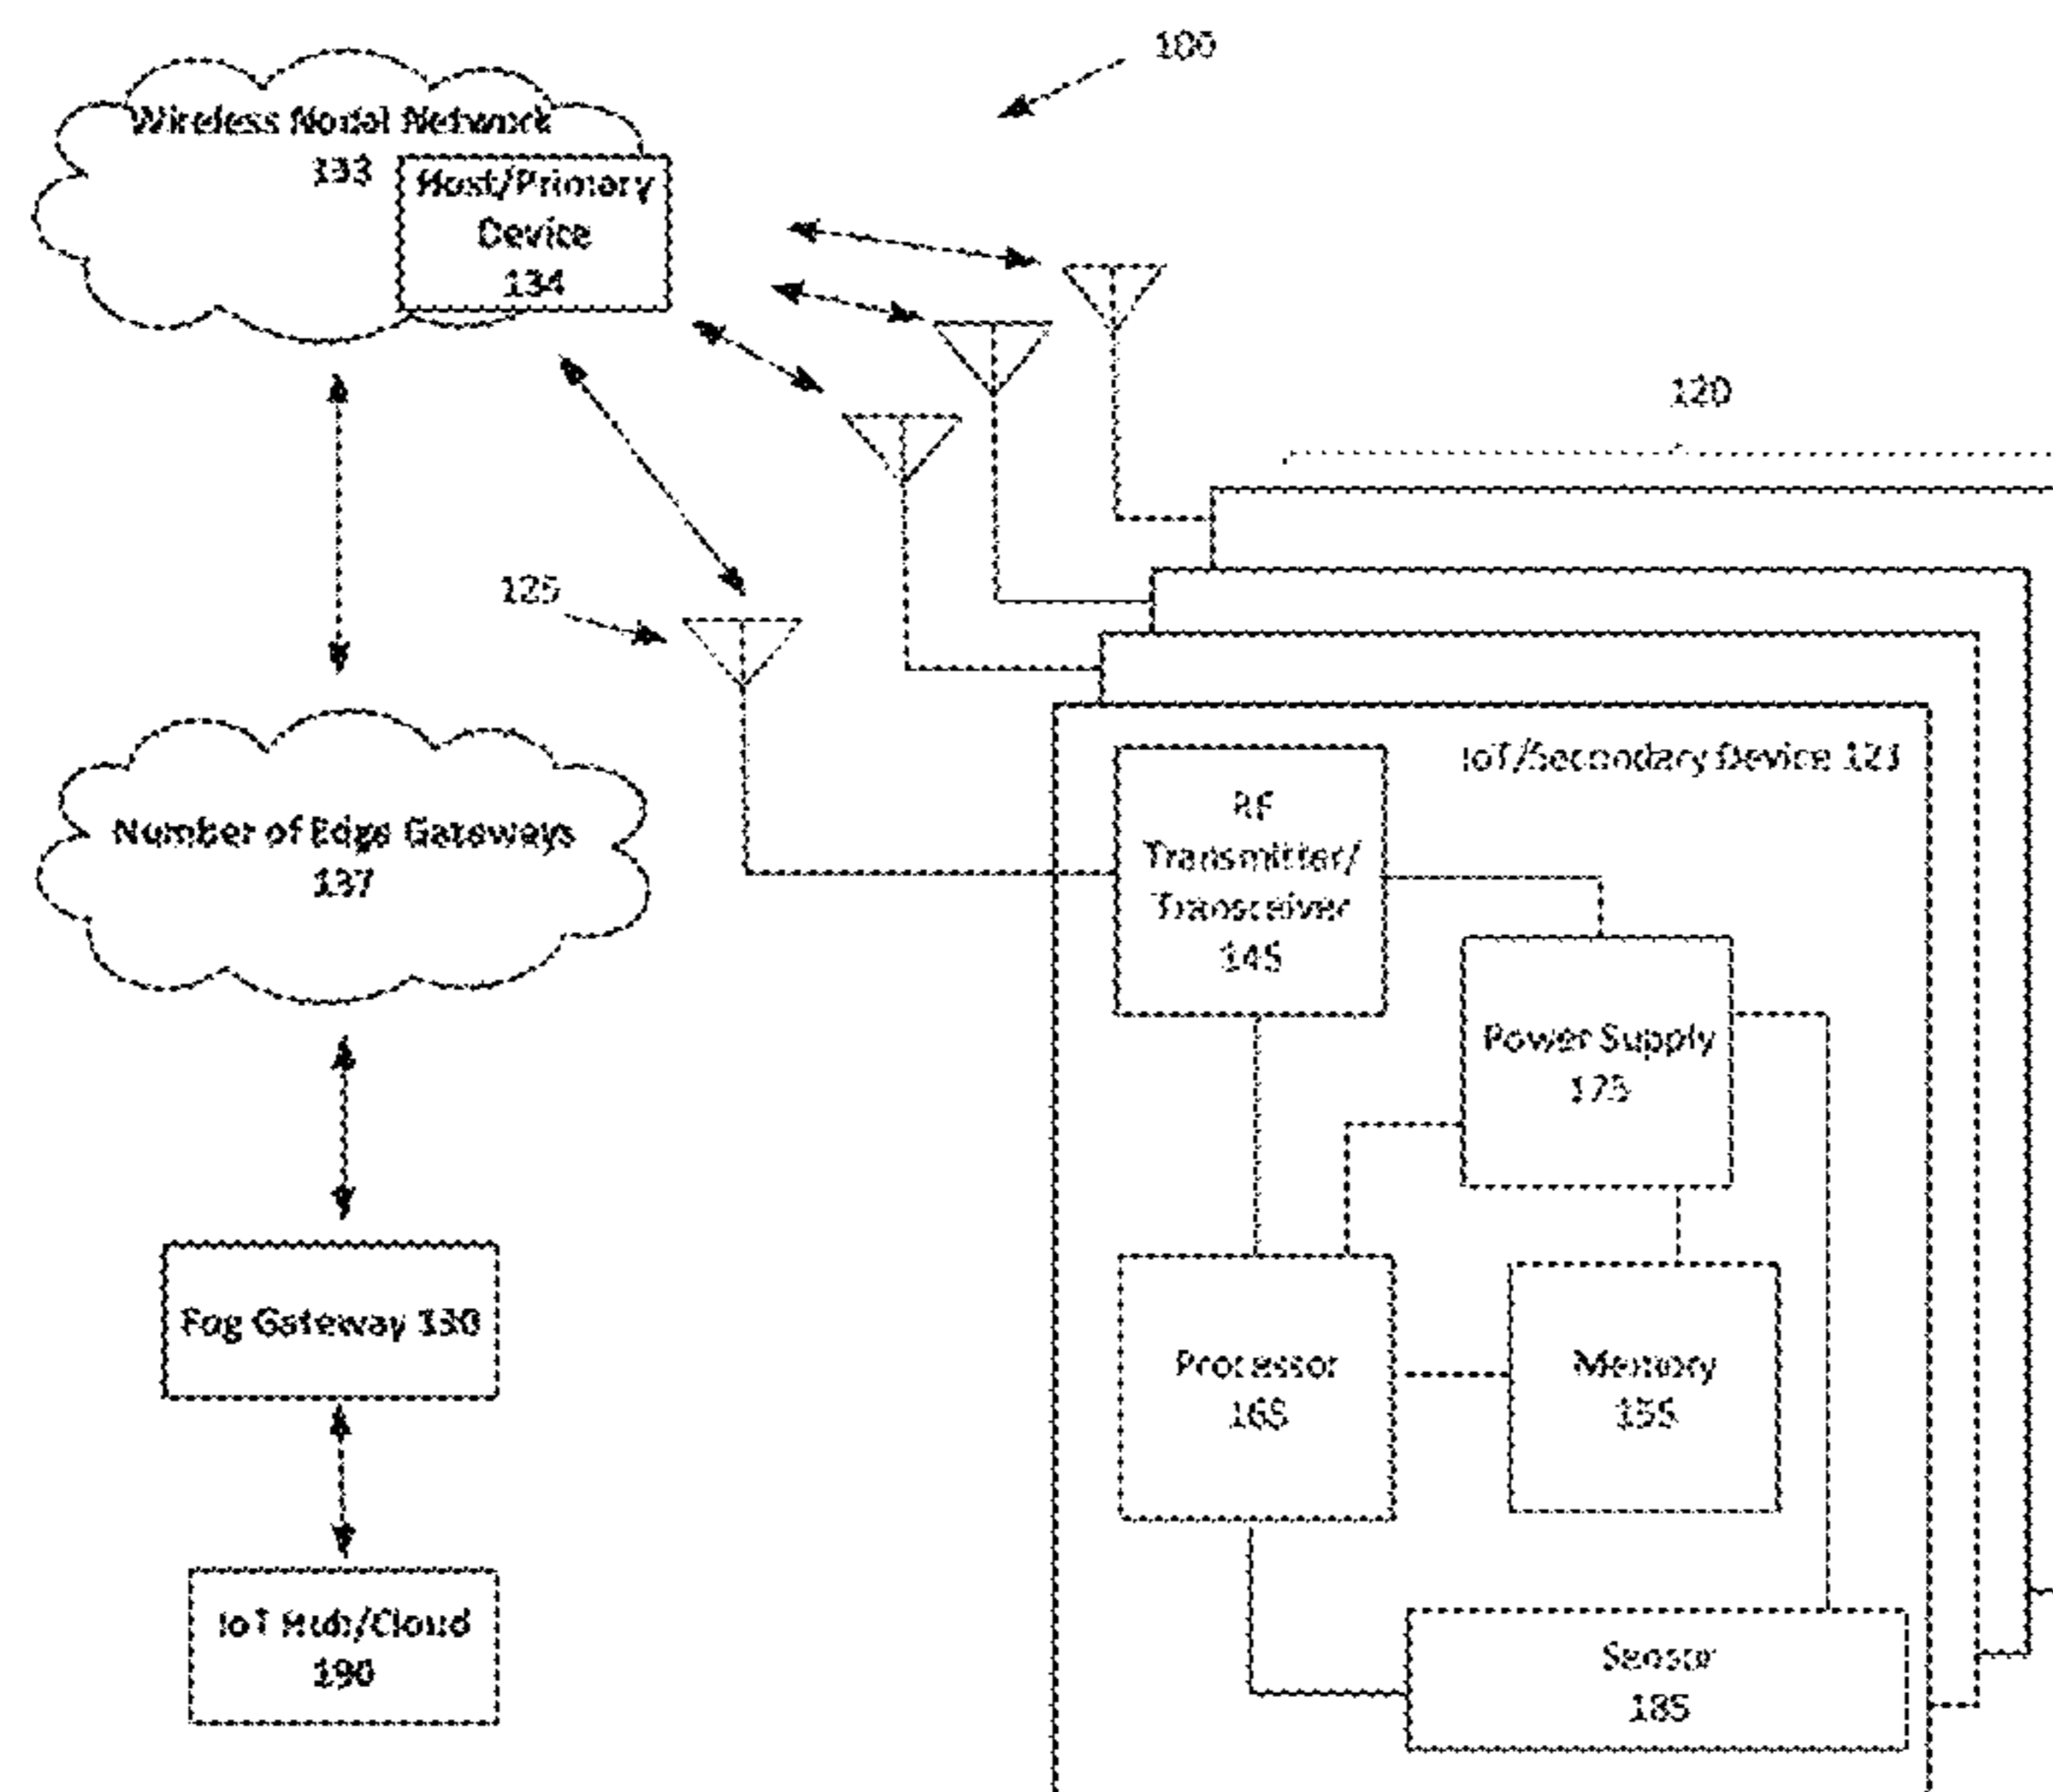 100
Wireless Nodal Network
133
Host/Primary
Device
134
120
125
IoT/Secondary Device 121
RF
Transmitter/
Transceiver
145
Number of Edge Gateways
137
Power Supply
175
Fog Gateway 130
Processor
165
Memory
155
IoT Hub/Cloud
190
Sensor
185